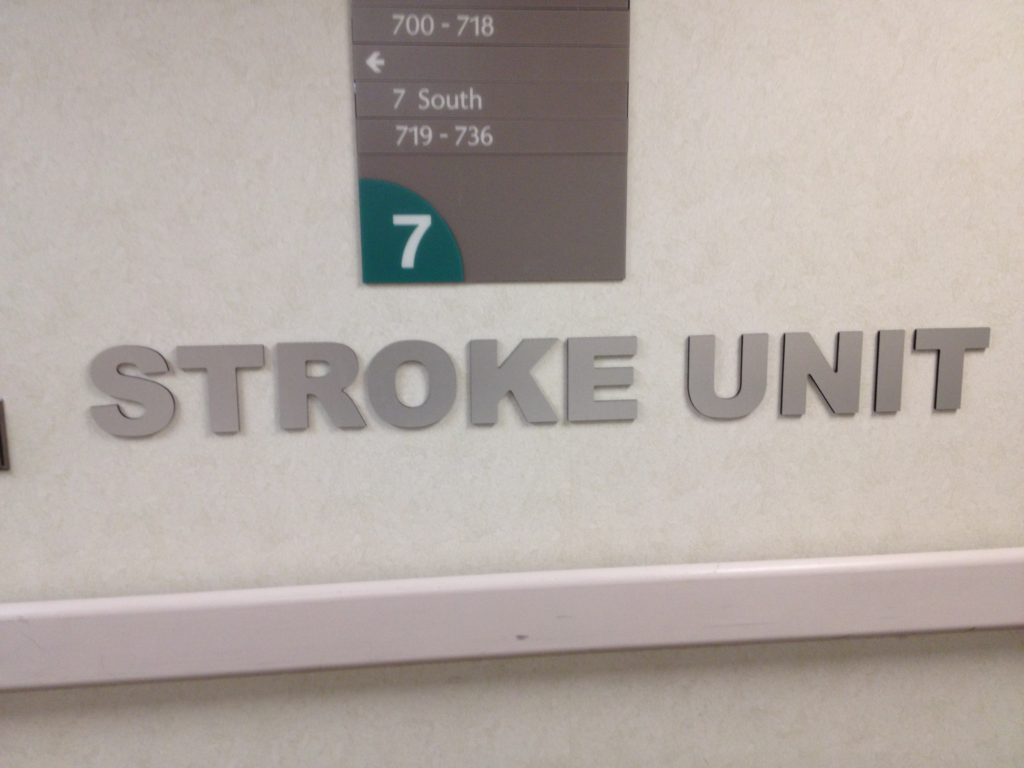 700 - 718
←
7 South
719 - 736
7
STROKE UNIT